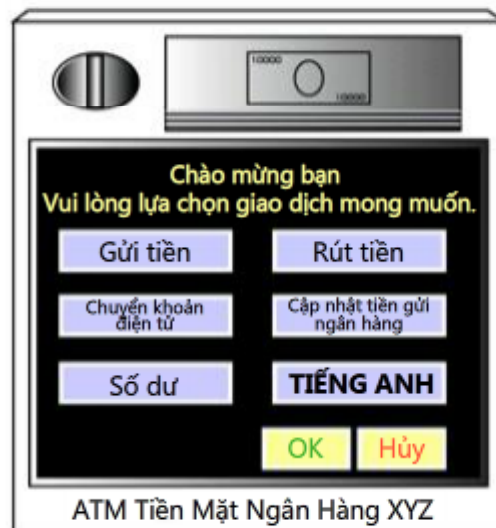 10000
10000
Chào mừng bạn
Vui lòng lựa chọn giao dịch mong muốn.
Gửi tiền
Rút tiền
Chuyển khoản
điện tử
Cập nhật tiền gửi
ngân hàng
Số dư
TIẾNG ANH
OK
Hủy
ATM Tiền Mặt Ngân Hàng XYZ